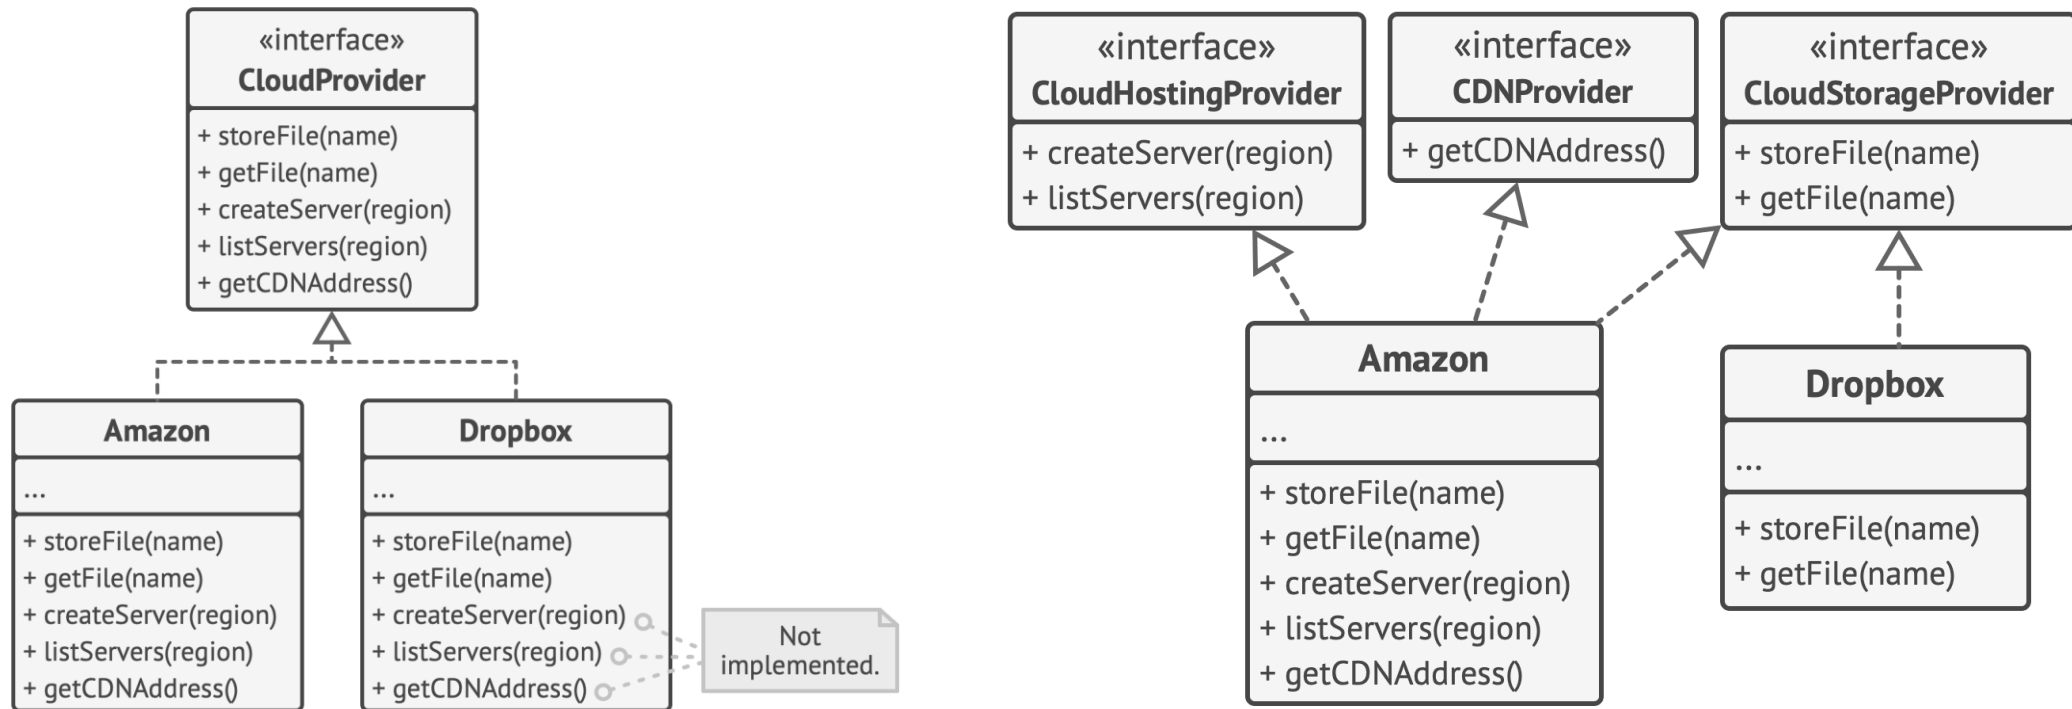 «interface»
CloudProvider
+ storeFile(name)
+ getFile(name)
+ createServer(region)
+ listServers(region)
+ getCDNAddress()
Amazon
...
+ storeFile(name)
+ getFile(name)
+ createServer(region)
+ listServers(region)
+ getCDNAddress()
Dropbox
...
+ storeFile(name)
+ getFile(name)
+ createServer(region)
+ listServers(region)
+ getCDNAddress()
Not
implemented.
«interface»
CloudHostingProvider
+ createServer(region)
+ listServers(region)
«interface»
CDNProvider
+ getCDNAddress()
«interface»
CloudStorageProvider
+ storeFile(name)
+ getFile(name)
Amazon
...
+ storeFile(name)
+ getFile(name)
+ createServer(region)
+ listServers(region)
+ getCDNAddress()
Dropbox
...
+ storeFile(name)
+ getFile(name)